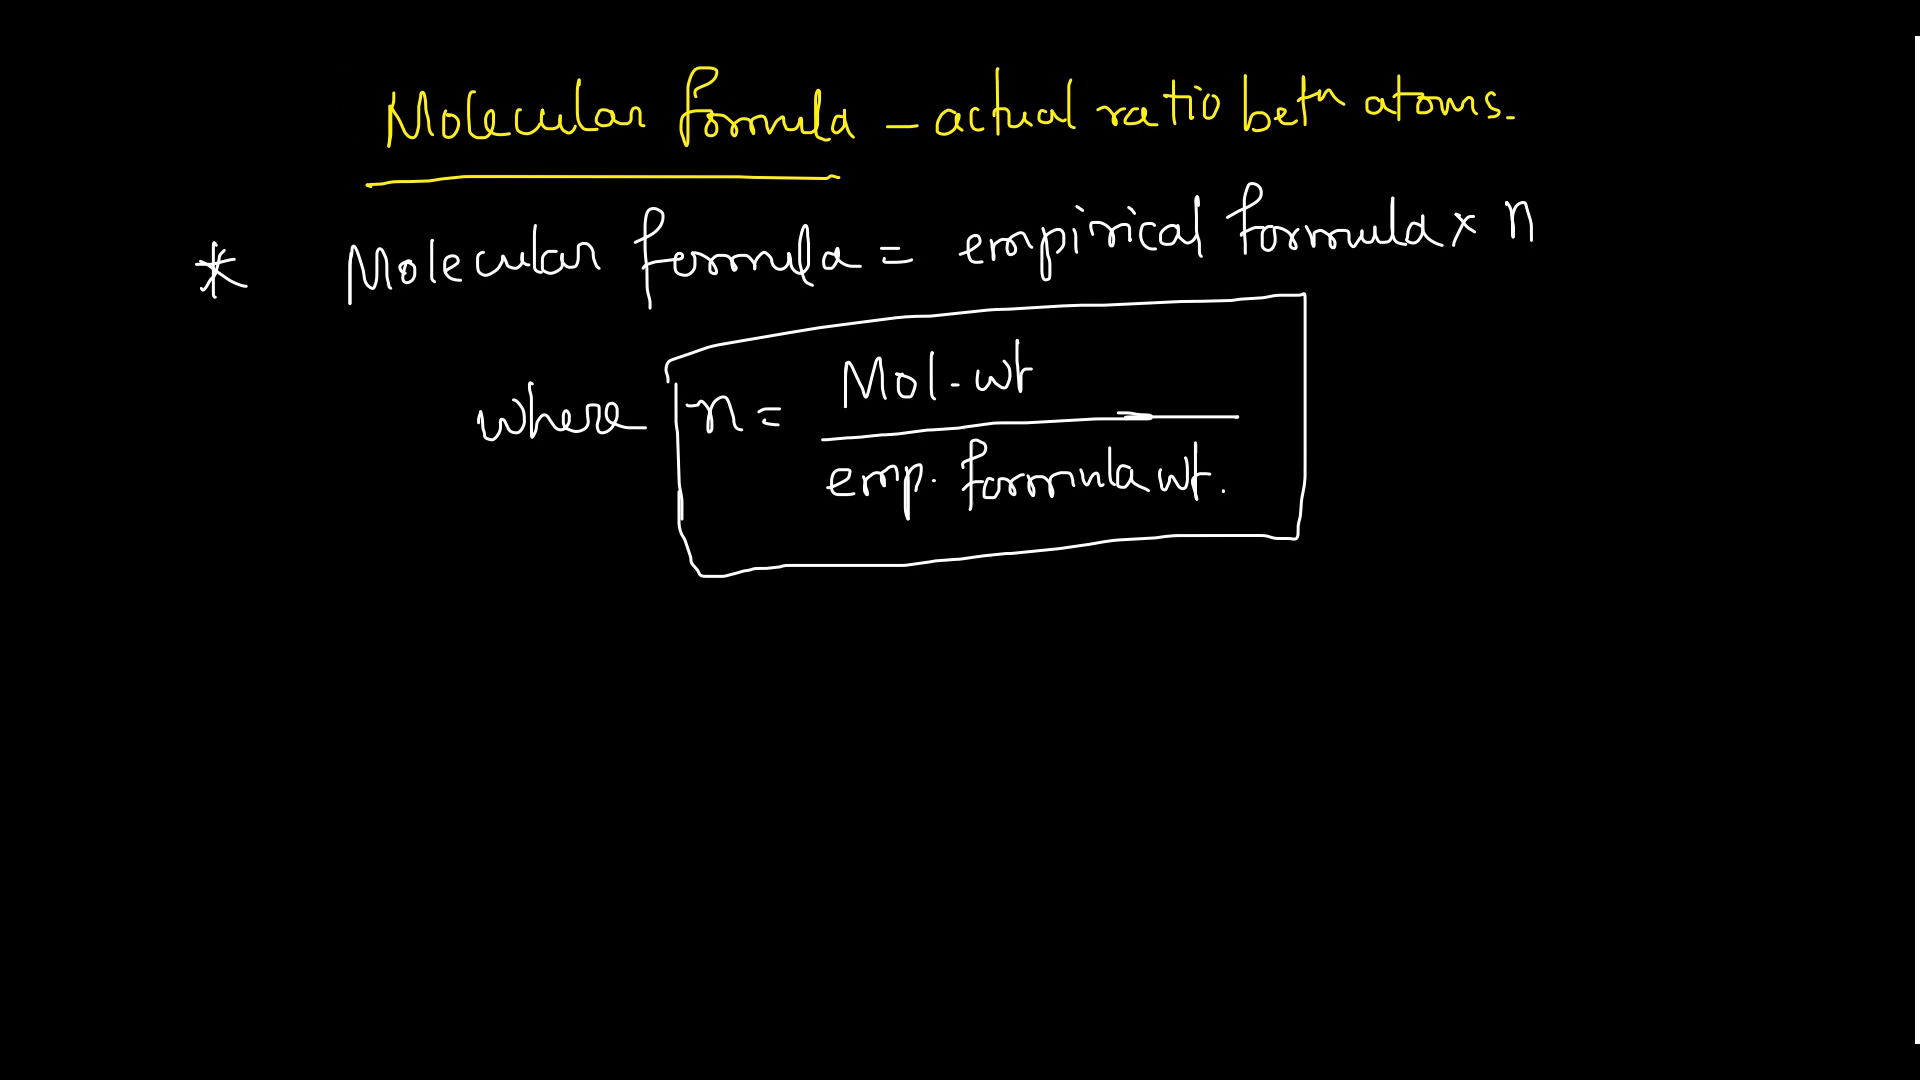 Molecular formula - actual ratio betn atoms.
* Molecular formula = empirical formula x n
where n = Mol. wt
emp. formula wt.